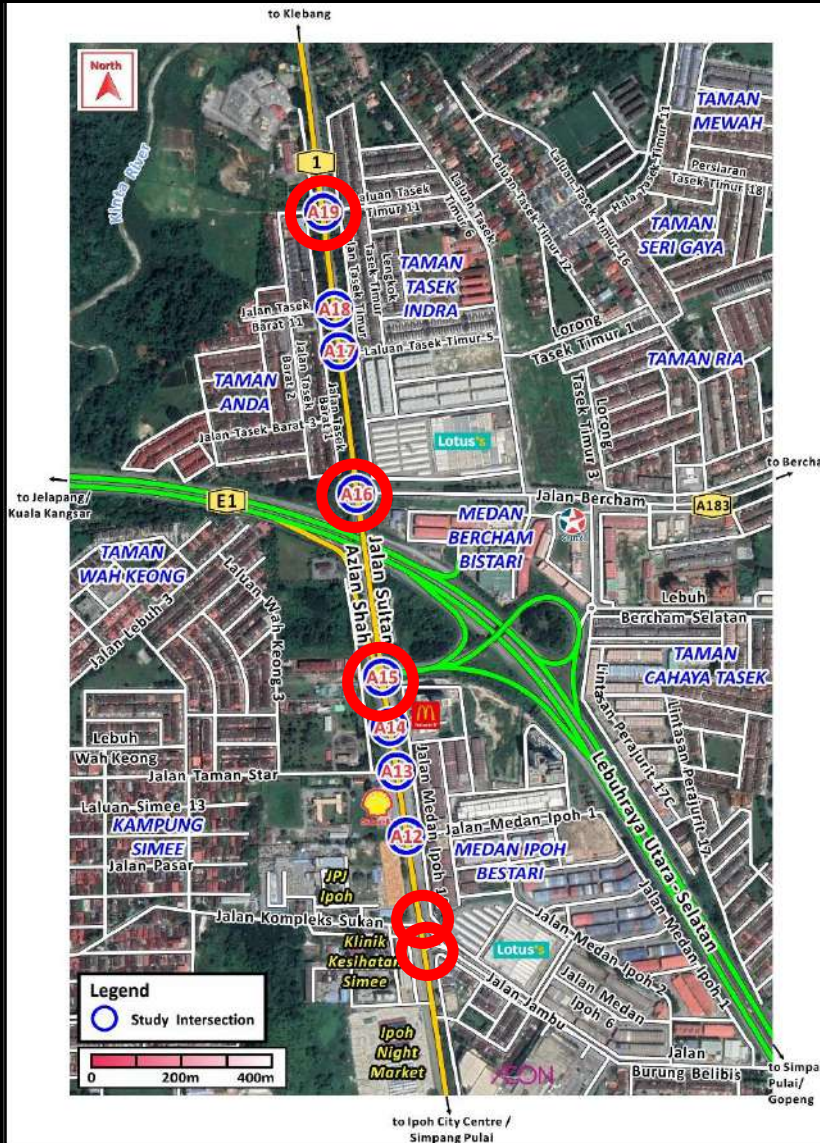 to Klebang
North
Kinta River
1
TAMAN
MEWAH
Laluan Tasek
Timur 11
A19
Laluan Tasek
Timur 6
Laluan Tasek Timur 12
Laluan Tasek Timur 16
Hala Tasek Timur 11
Persiaran
Tasek Timur 18
TAMAN
SERI GAYA
Jalan Tasek Timur
Lengkok
Tasek Timur
TAMAN
TASEK
INDRA
Jalan Tasek
Barat 11
A18
A17
Laluan Tasek Timur 5
Lorong
Tasek Timur 1
TAMAN RIA
TAMAN
ANDA
Jalan Tasek
Barat 2
Jalan Tasek 3
Jalan Tasek
Barat 1
Jalan Tasek Barat 3
Lorong
Tasek Timur 3
Lotus's
to Bercha
to Jelapang/
Kuala Kangsar
E1
A16
Jalan Bercham
A183
MEDAN
BERCHAM
BISTARI
TAMAN
WAH KEONG
Laluan Wah Keong 3
Jalan Lebuh 3
Jalan Sultan
Azlan Shah
Lebuh
Bercham Selatan
TAMAN
CAHAYA TASEK
A15
Lintasan Perajurit 17C
Lintasan Perajurit 17
Lebuh
Wah Keong
A14
Jalan Taman Star
A13
Lebuhraya Utara - Selatan
Laluan Simee 13
KAMPUNG
SIMEE
Jalan Pasar
Jalan Medan Ipoh 1
A12
Jalan Medan Ipoh 1
MEDAN IPOH
BESTARI
JPJ
Ipoh
Jalan Kompleks Sukan
Klinik
Kesihatan
Simee
Lotus's
Jalan Medan Ipoh 2
Jalan Medan Ipoh 1
Jalan Medan
Ipoh 6
Jalan Jambu
Legend
Study Intersection
0 200m 400m
Ipoh
Night
Market
AEON
Jalan
Burung Belibis
to Simpa
Pulai/
Gopeng
to Ipoh City Centre /
Simpang Pulai